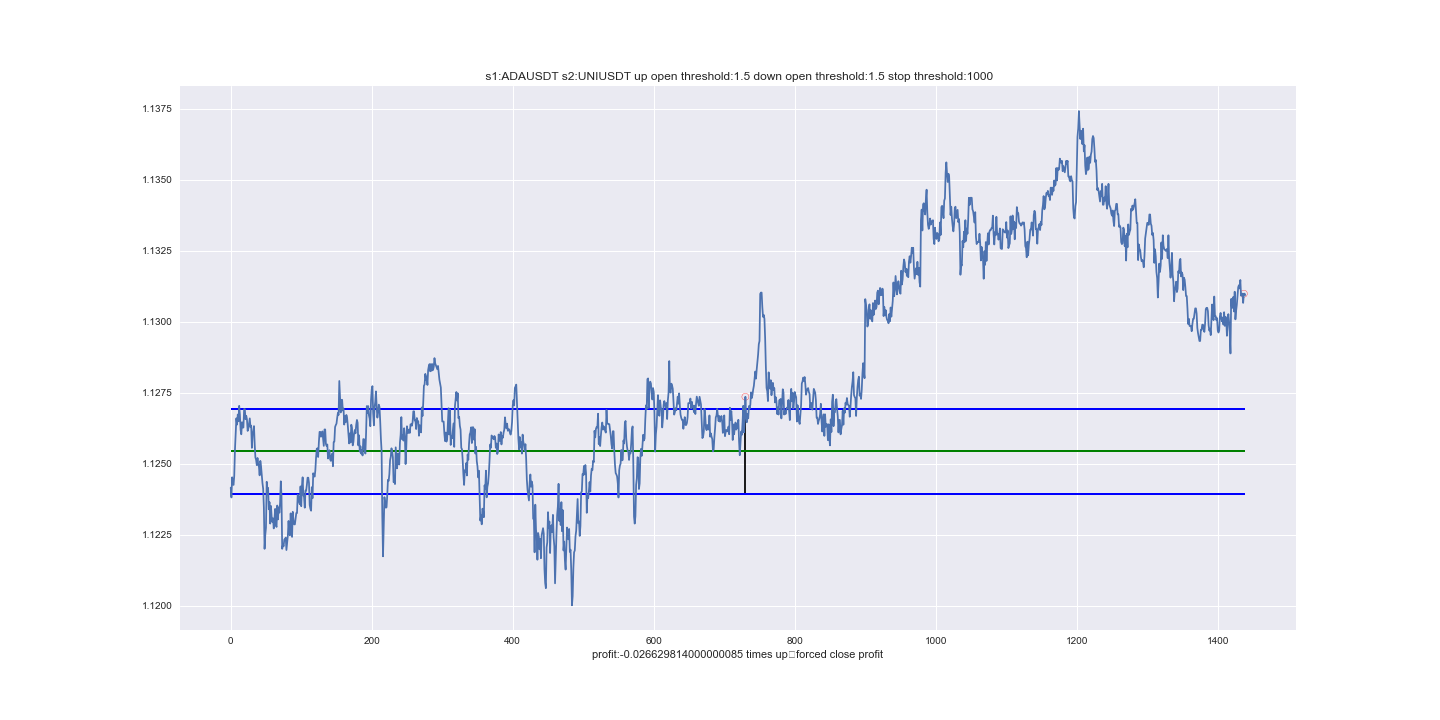 s1:ADAUSDT s2:UNIUSDT up open threshold:1.5 down open threshold:1.5 stop threshold:1000
1.1375
1.1350
1.1325
1.1300
1.1275
1.1250
1.1225
1.1200
0 200 400 600 800 1000 1200 1400
profit:-0.026629814000000085 times up□forced close profit